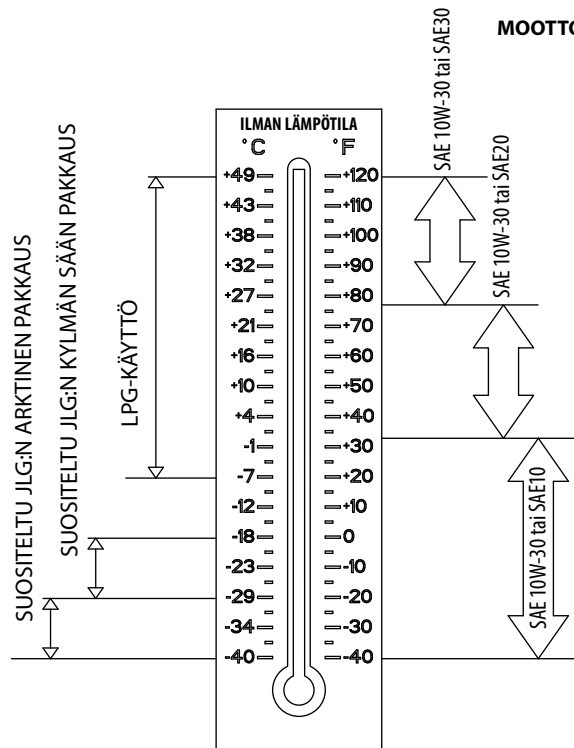 MOOTTO
ILMAN LÄMPÖTILA
°C °F
+49 +120
+43 +110
+38 +100
+32 +90
+27 +80
+21 +70
+16 +60
+10 +50
+4 +40
-1 +30
-7 +20
-12 +10
-18 0
-23 -10
-29 -20
-34 -30
-40 -40
SUOSITELTU JLG:N ARKTINEN PAKKAUS
SUOSITELTU JLG:N KYLMÄN SÄÄN PAKKAUS
LPG-KÄYTTÖ
SAE 10W-30 tai SAE30
SAE 10W-30 tai SAE20
SAE 10W-30 tai SAE10